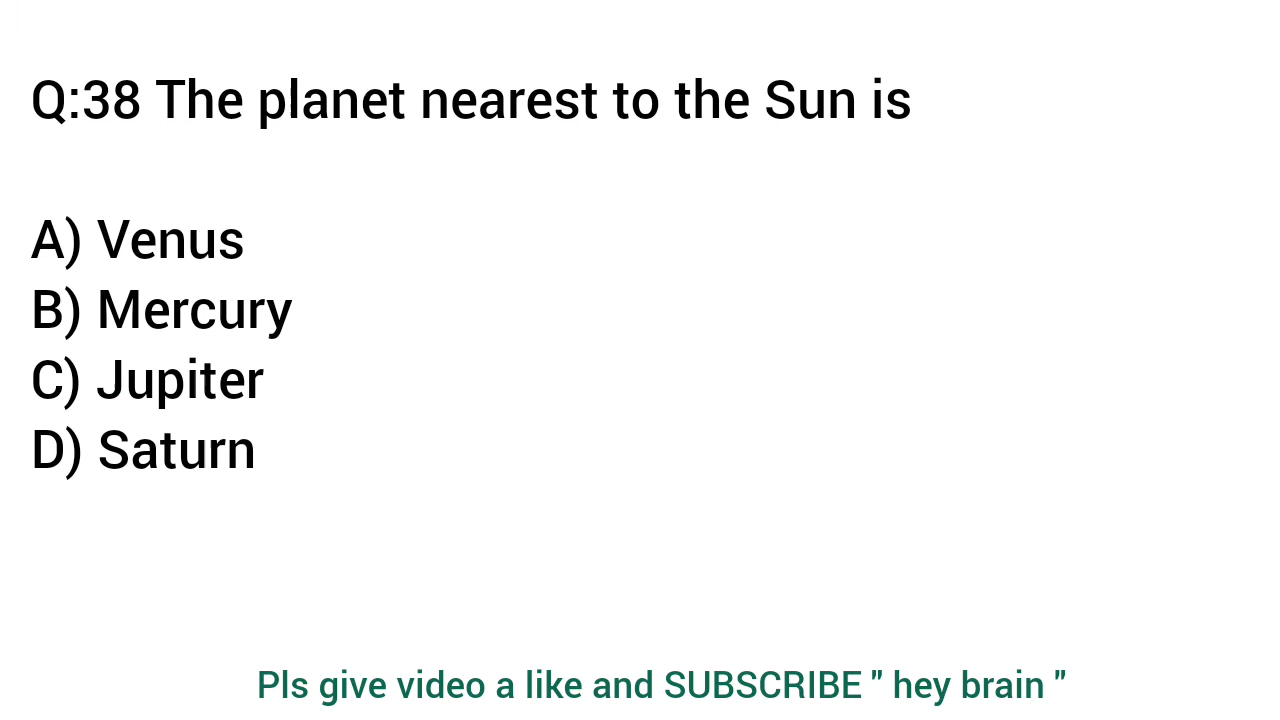 Q:38 The planet nearest to the Sun is
A) Venus
B) Mercury
C) Jupiter
D) Saturn
Pls give video a like and SUBSCRIBE " hey brain "